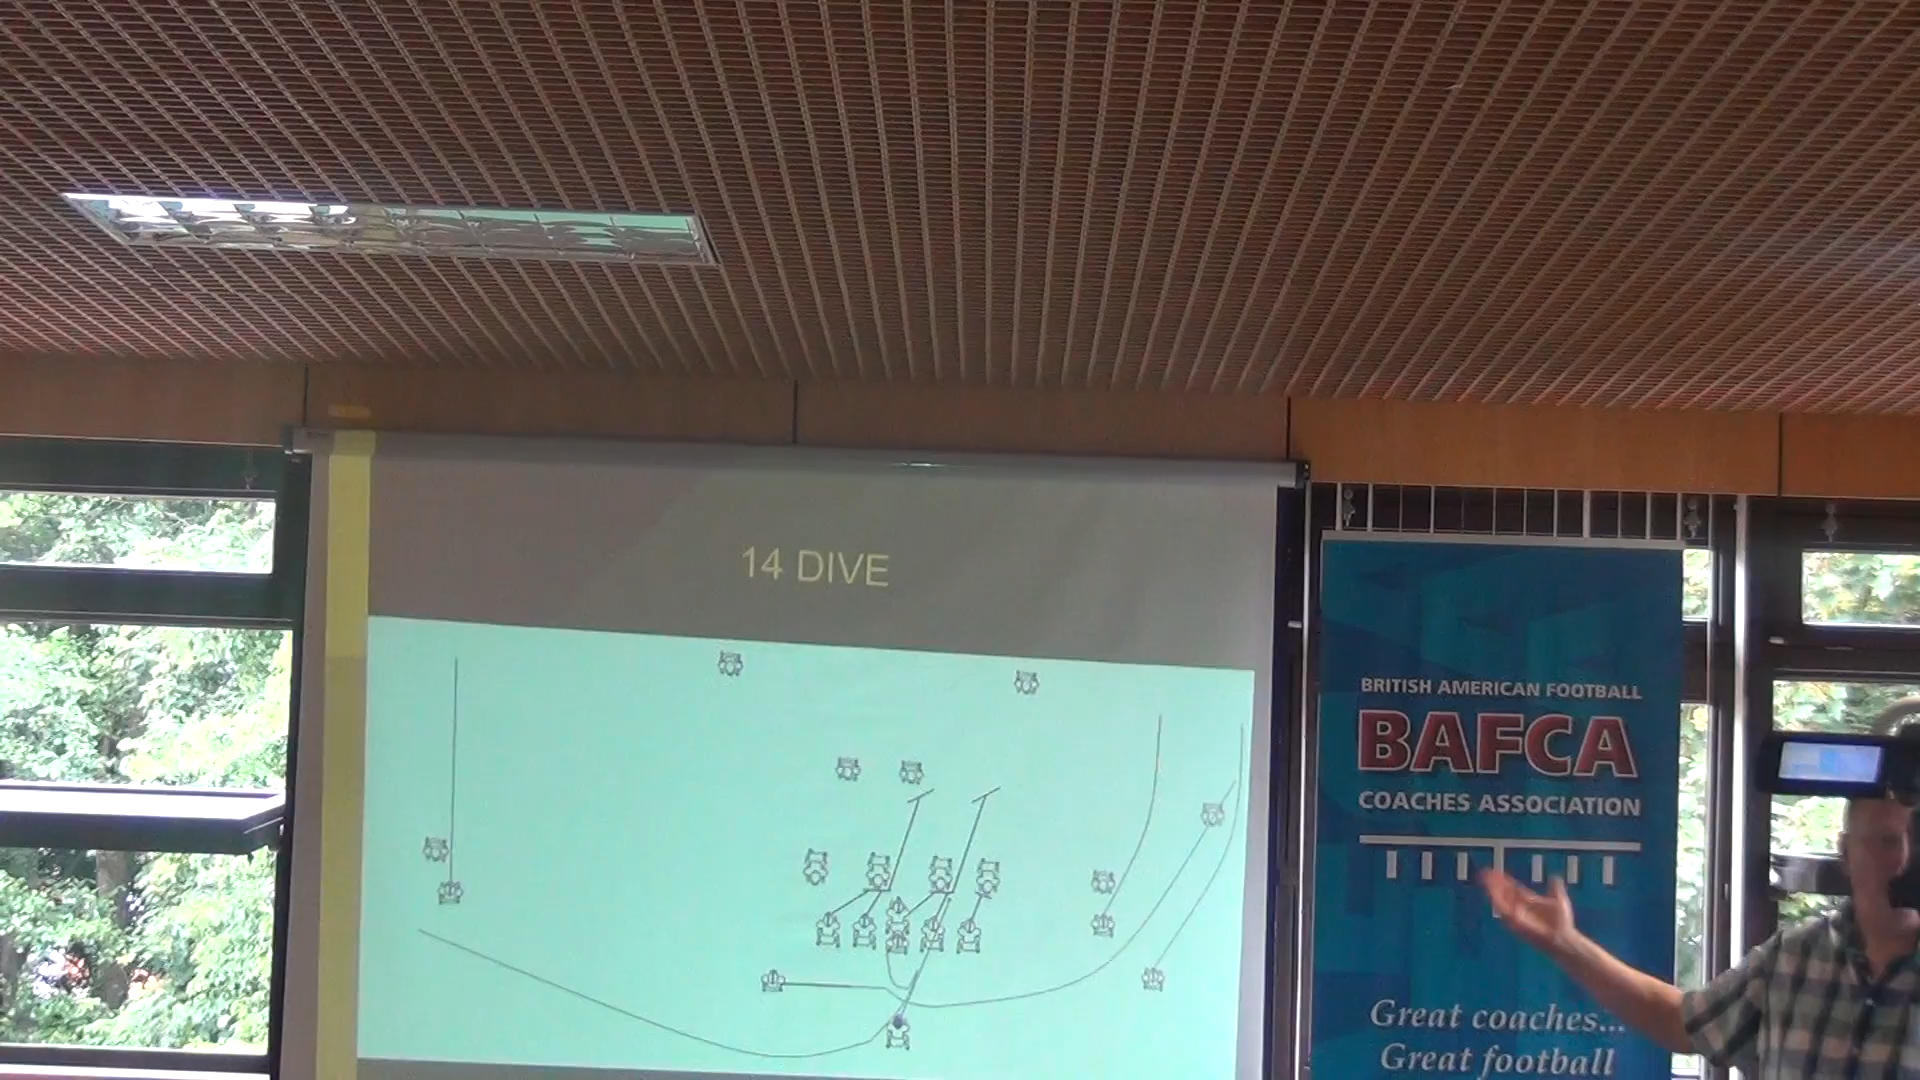 14 DIVE
BRITISH AMERICAN FOOTBALL
BAFCA
COACHES ASSOCIATION
Great coaches...
Great football